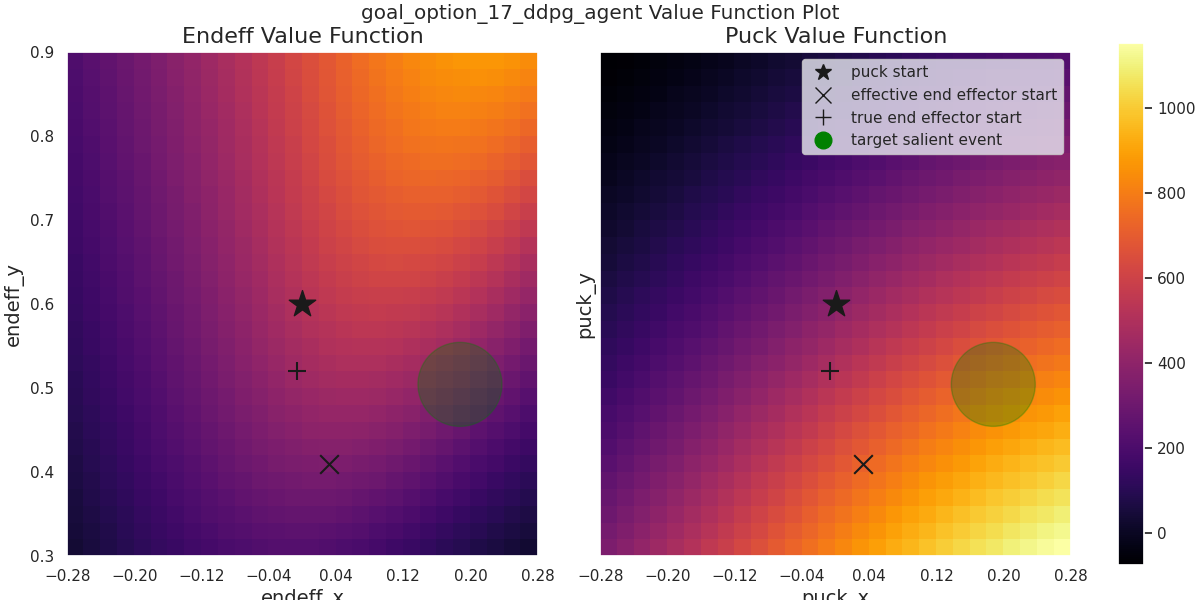 goal_option_17_ddpg_agent Value Function Plot
Endeff Value Function
Puck Value Function
0.9
0.8
0.7
0.6
0.5
0.4
0.3
endeff_y
−0.28 −0.20 −0.12 −0.04 0.04 0.12 0.20 0.28
endeff_x
puck_y
puck start
effective end effector start
true end effector start
target salient event
−0.28 −0.20 −0.12 −0.04 0.04 0.12 0.20 0.28
puck_x
1000
800
600
400
200
0